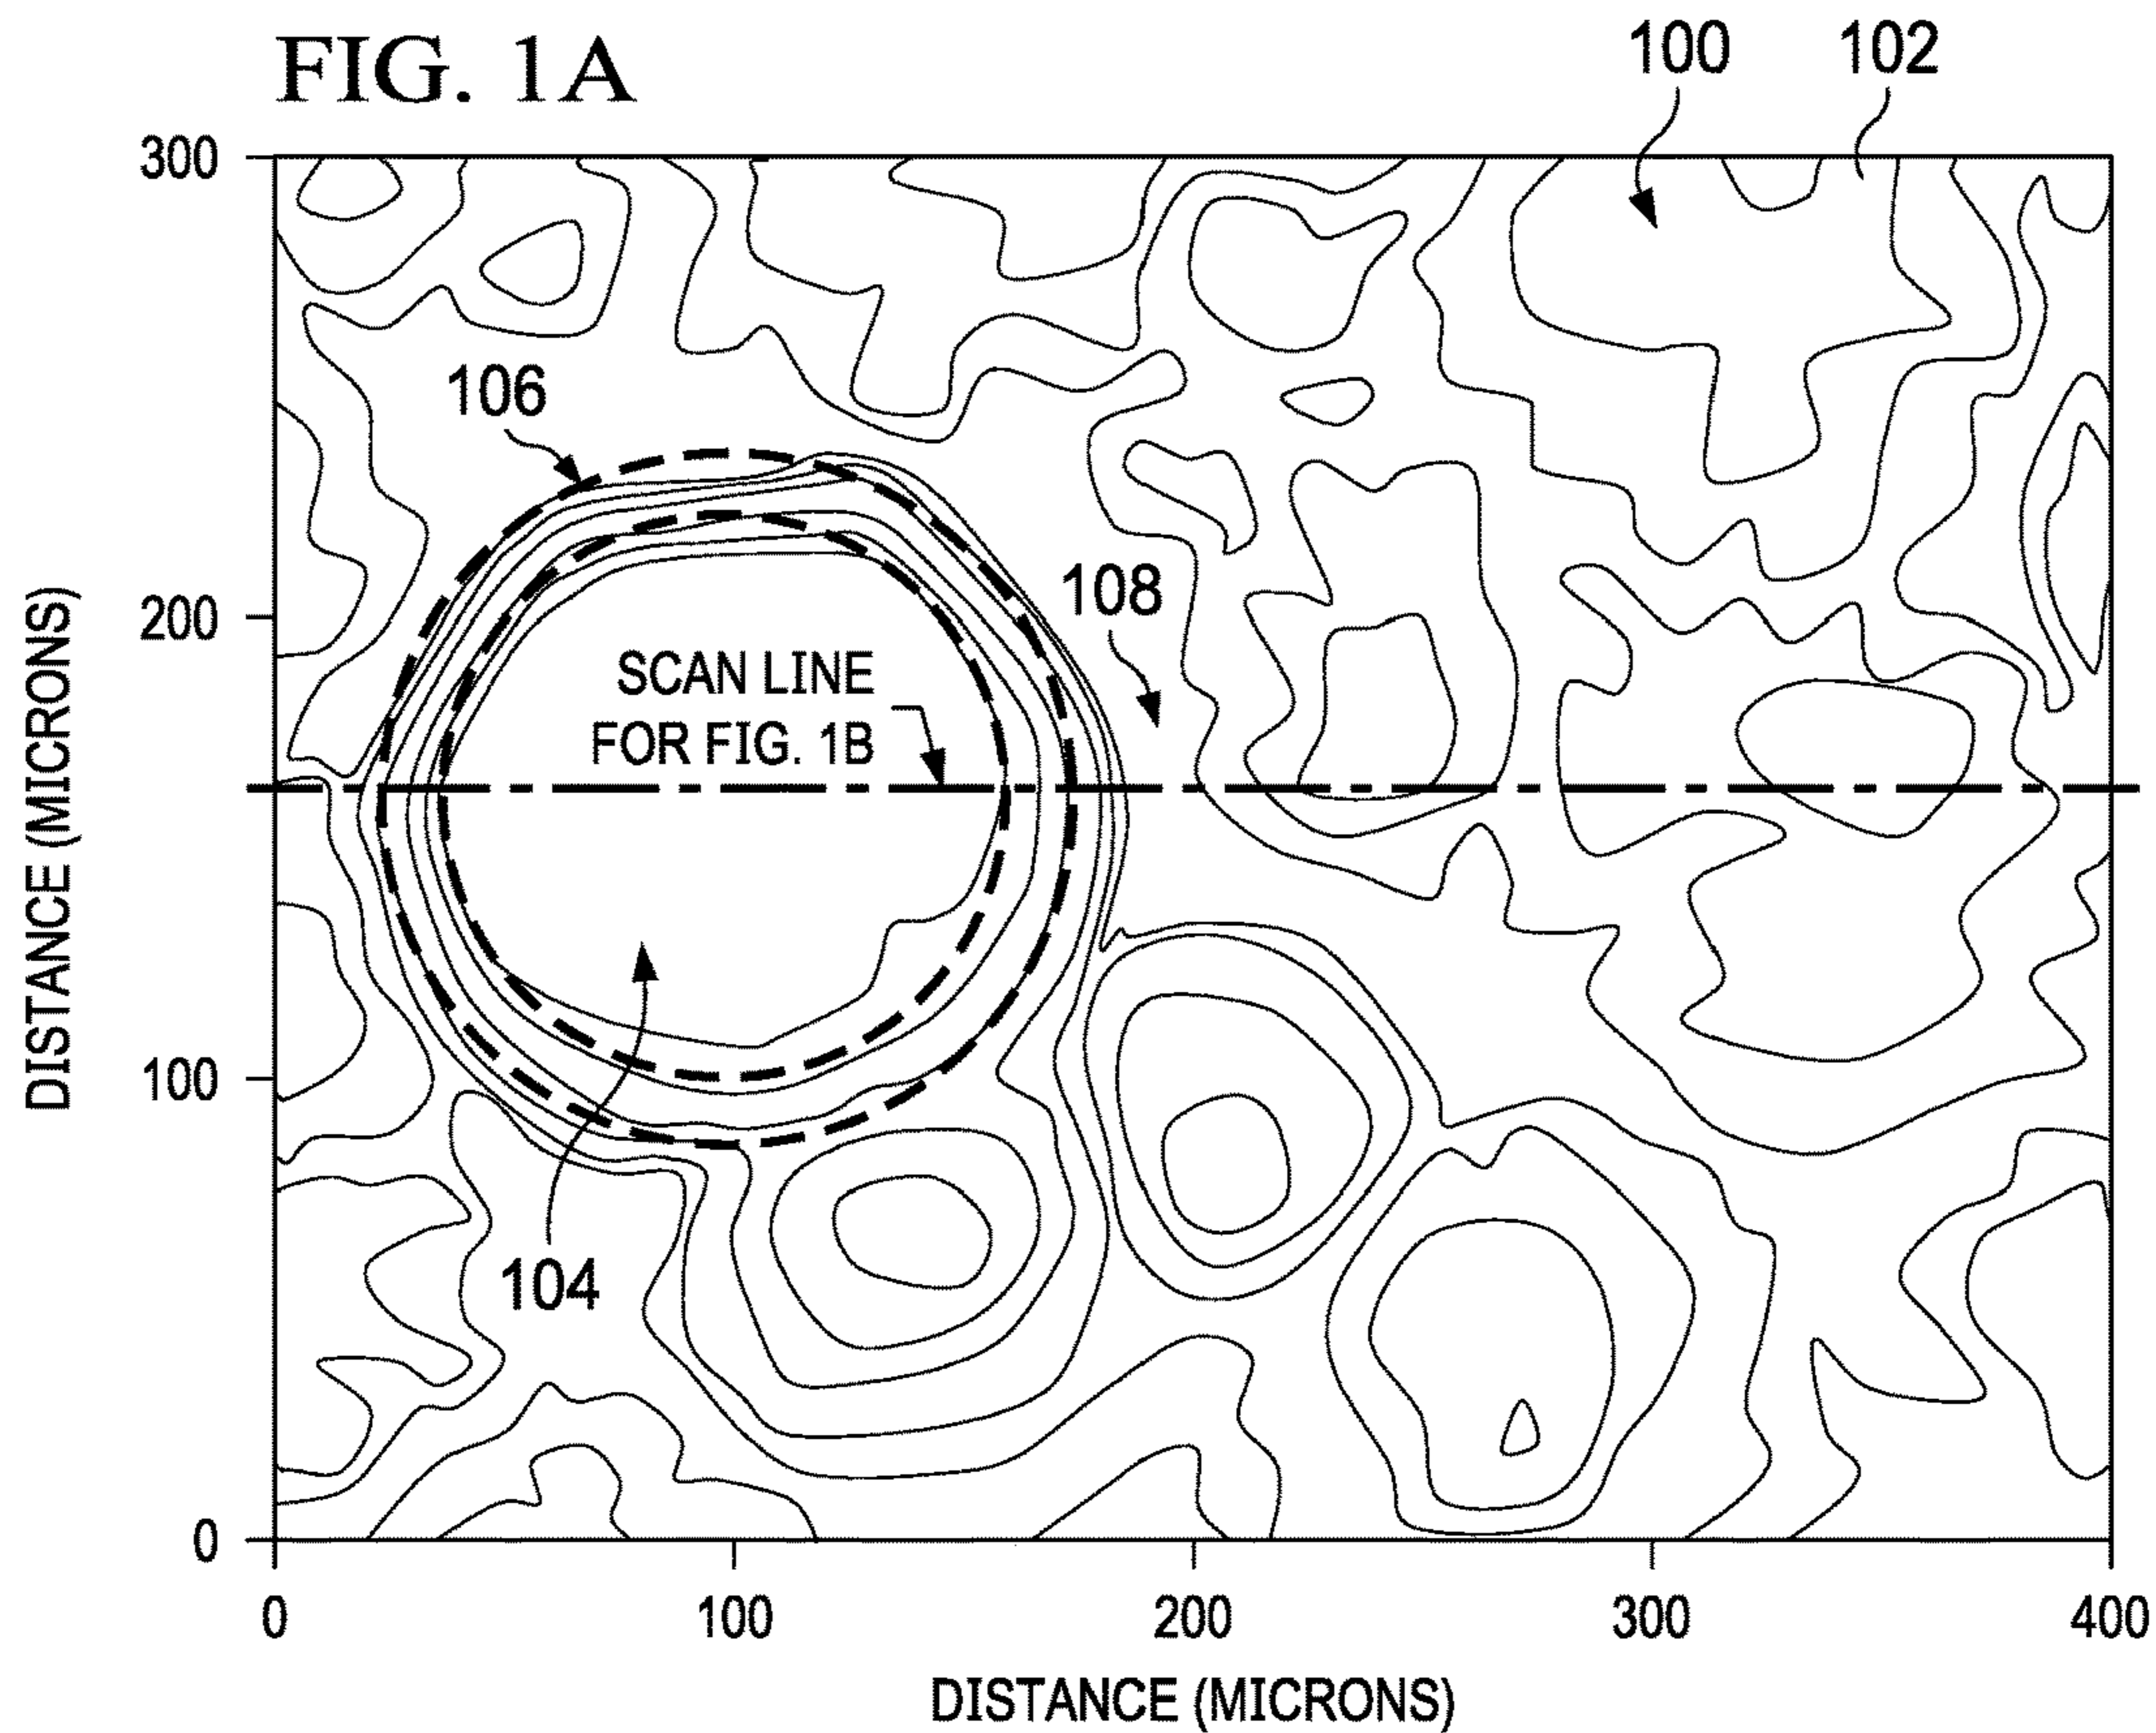 FIG. 1A
100
102
300
106
108
200
SCAN LINE
FOR FIG. 1B
DISTANCE (MICRONS)
100
104
0
0
100
200
300
400
DISTANCE (MICRONS)